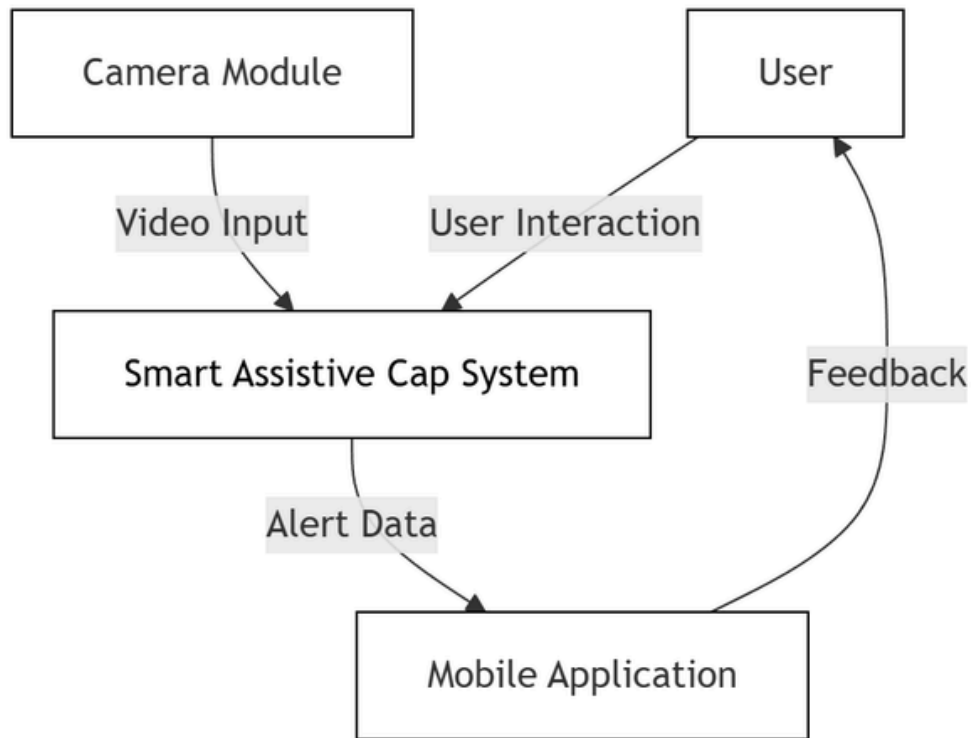 Camera Module
User
Video Input
User Interaction
Smart Assistive Cap System
Feedback
Alert Data
Mobile Application